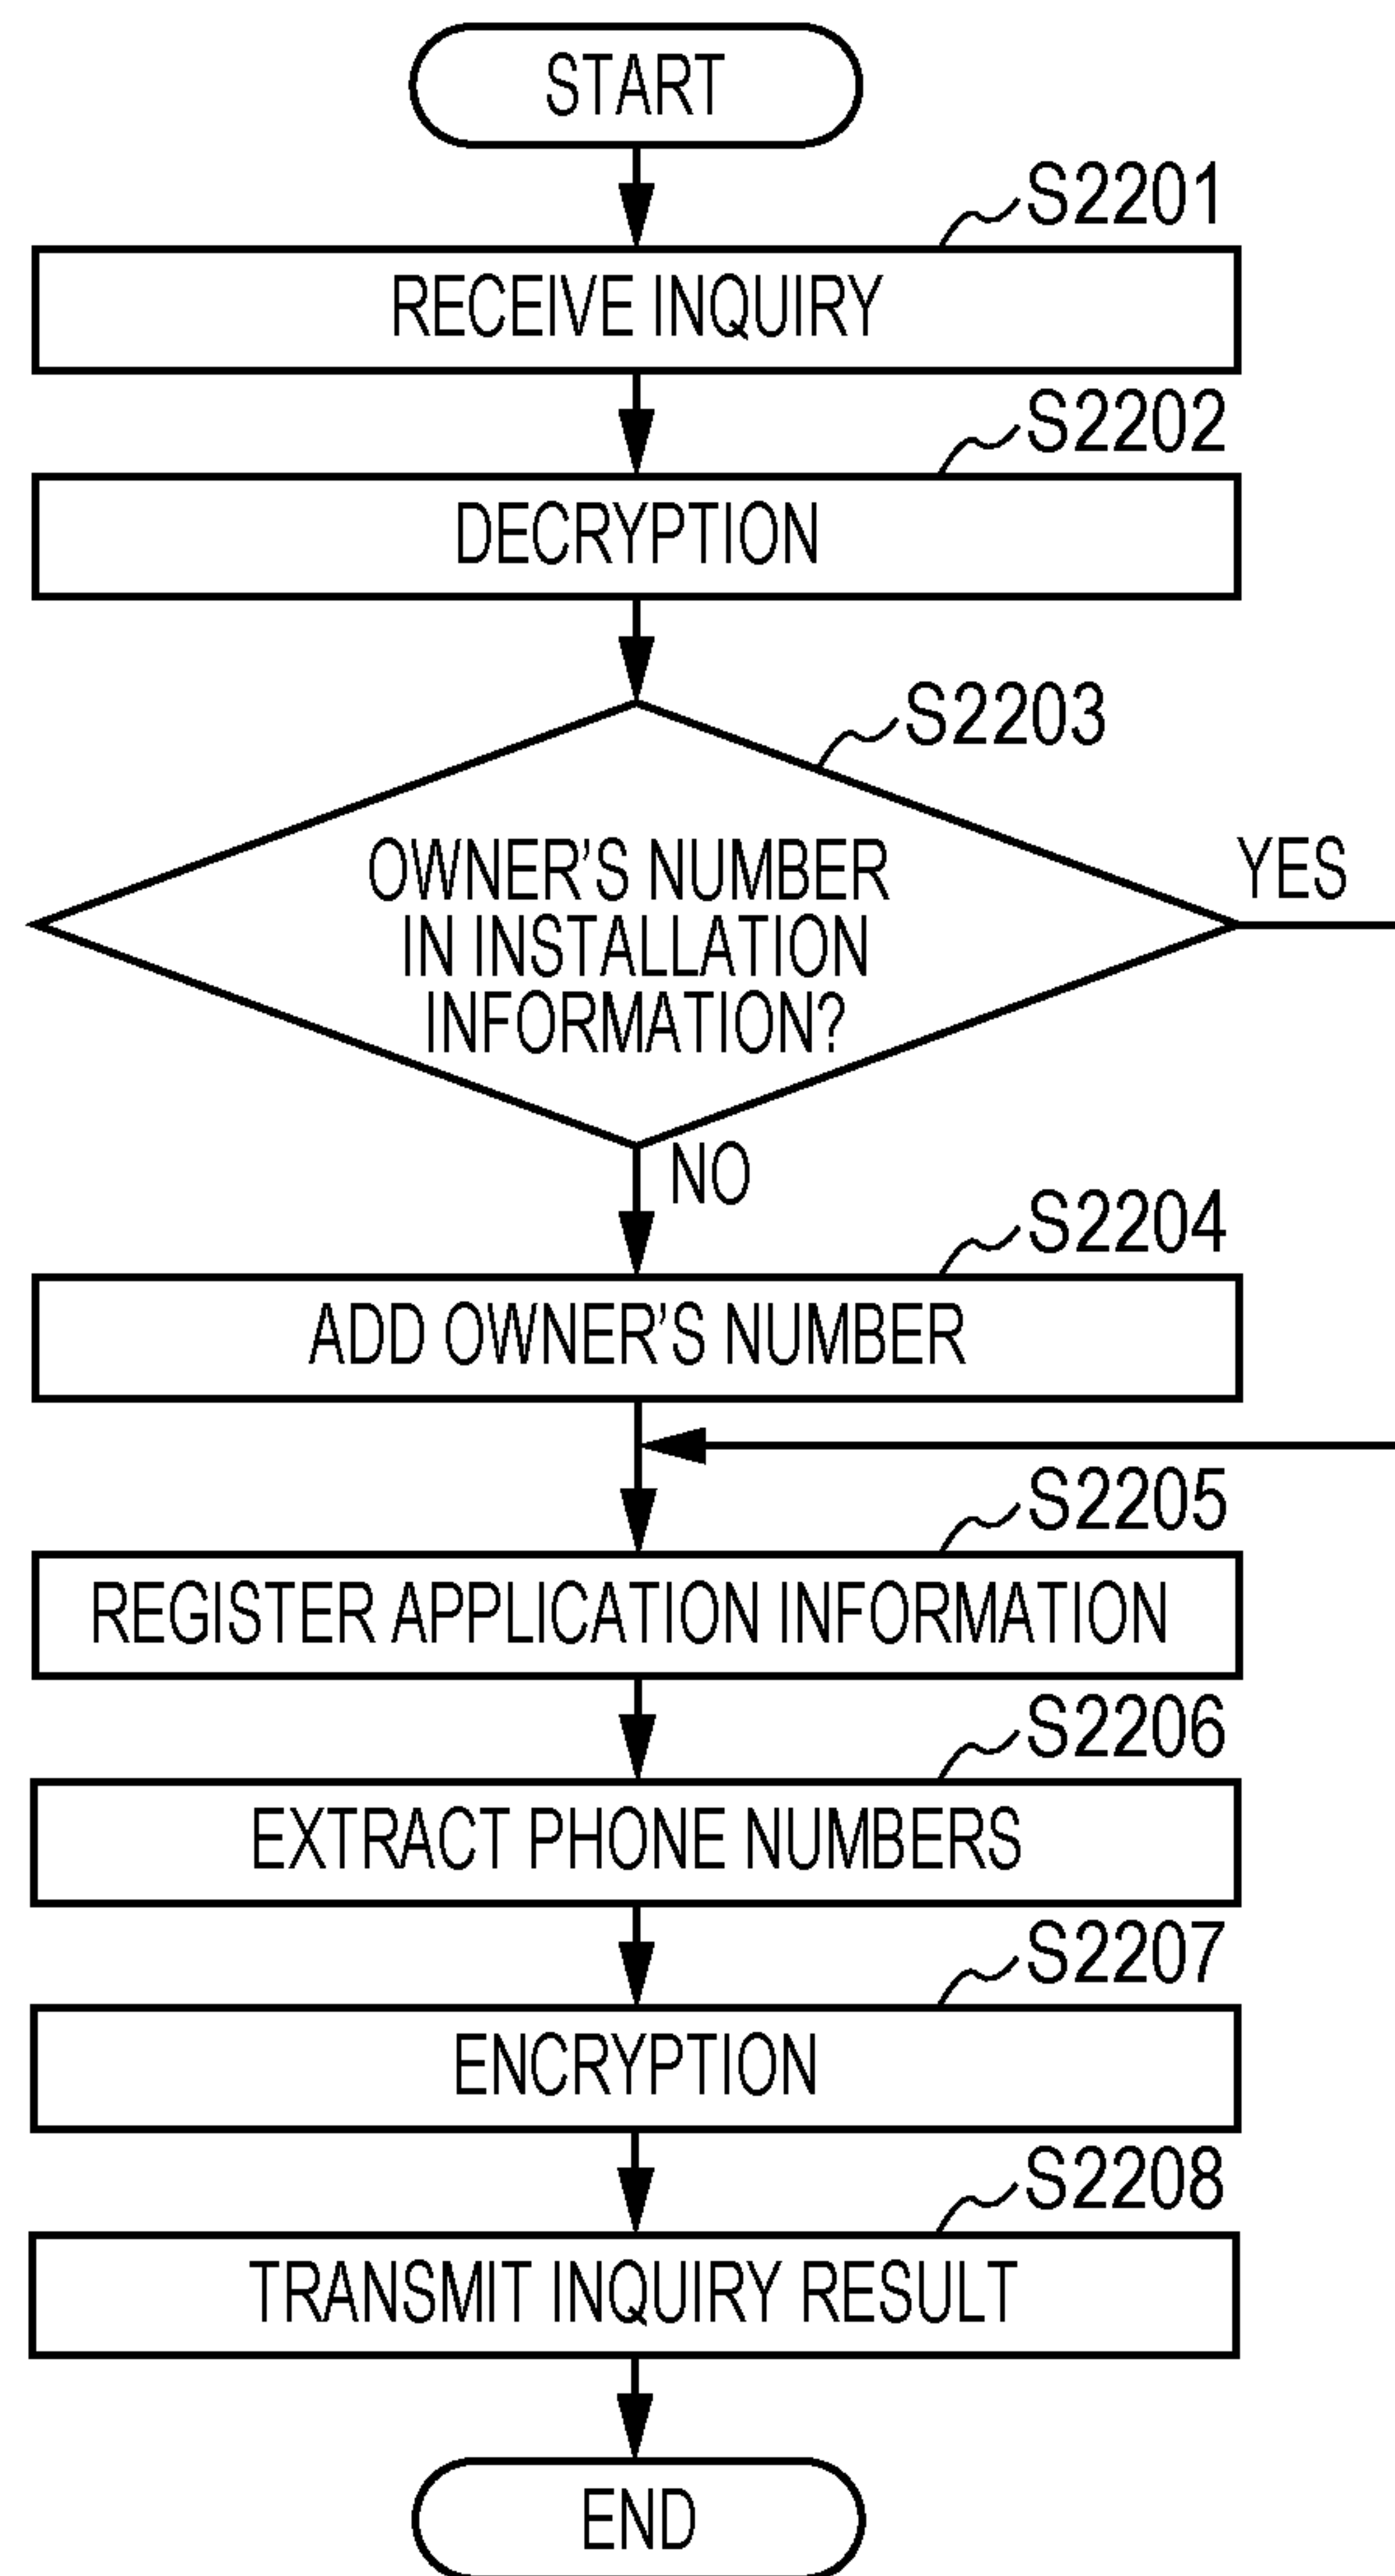 START
S2201
RECEIVE INQUIRY
S2202
DECRYPTION
S2203
OWNER'S NUMBER
IN INSTALLATION
INFORMATION?
YES
NO
S2204
ADD OWNER'S NUMBER
S2205
REGISTER APPLICATION INFORMATION
S2206
EXTRACT PHONE NUMBERS
S2207
ENCRYPTION
S2208
TRANSMIT INQUIRY RESULT
END